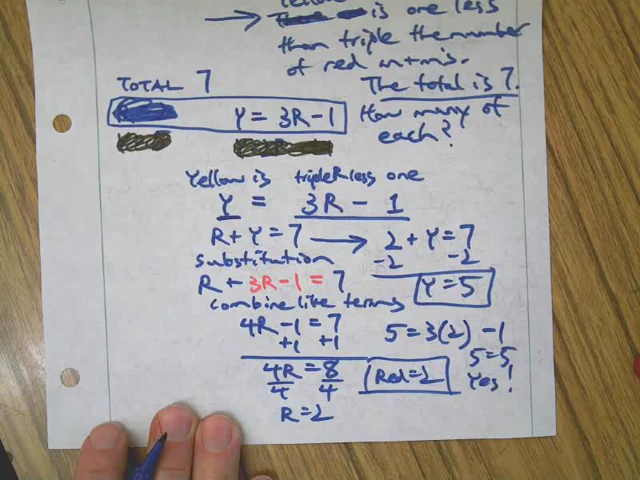 Yellow
is one less
than triple the number
of red m+m's.
TOTAL 7
The total is 7.
How many of
each?
Y = 3R - 1
Yellow is tripleR less one
Y = 3R - 1
R + Y = 7 → 2 + Y = 7
-2 -2
substitution
Y = 5
R + 3R - 1 = 7
combine like terms
4R - 1 = 7
+1 +1
5 = 3(2) - 1
5 = 5
Yes!
4R = 8
4 4
Red = 2
R = 2